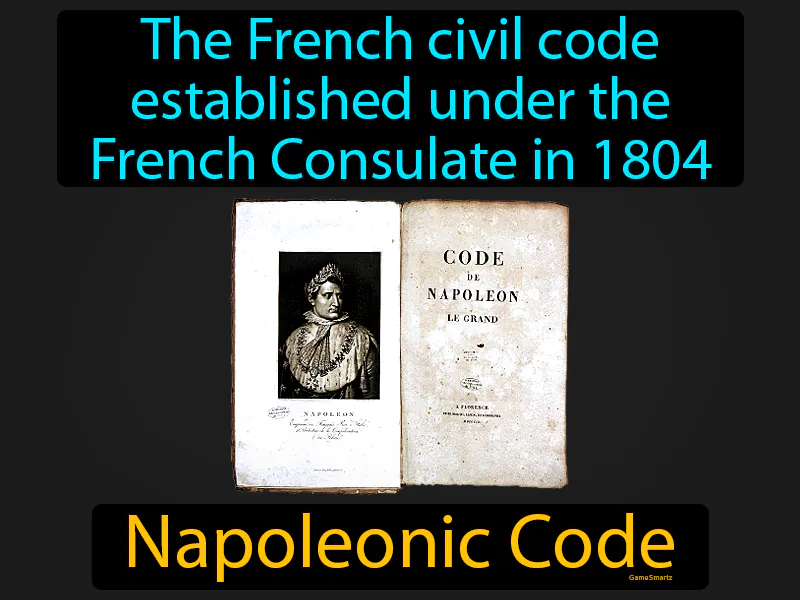 The French civil code
established under the
French Consulate in 1804
CODE
DE
NAPOLEON
LE GRAND
A FLORENCE
NAPOLEON
Napoleonic Code
GameSmartz